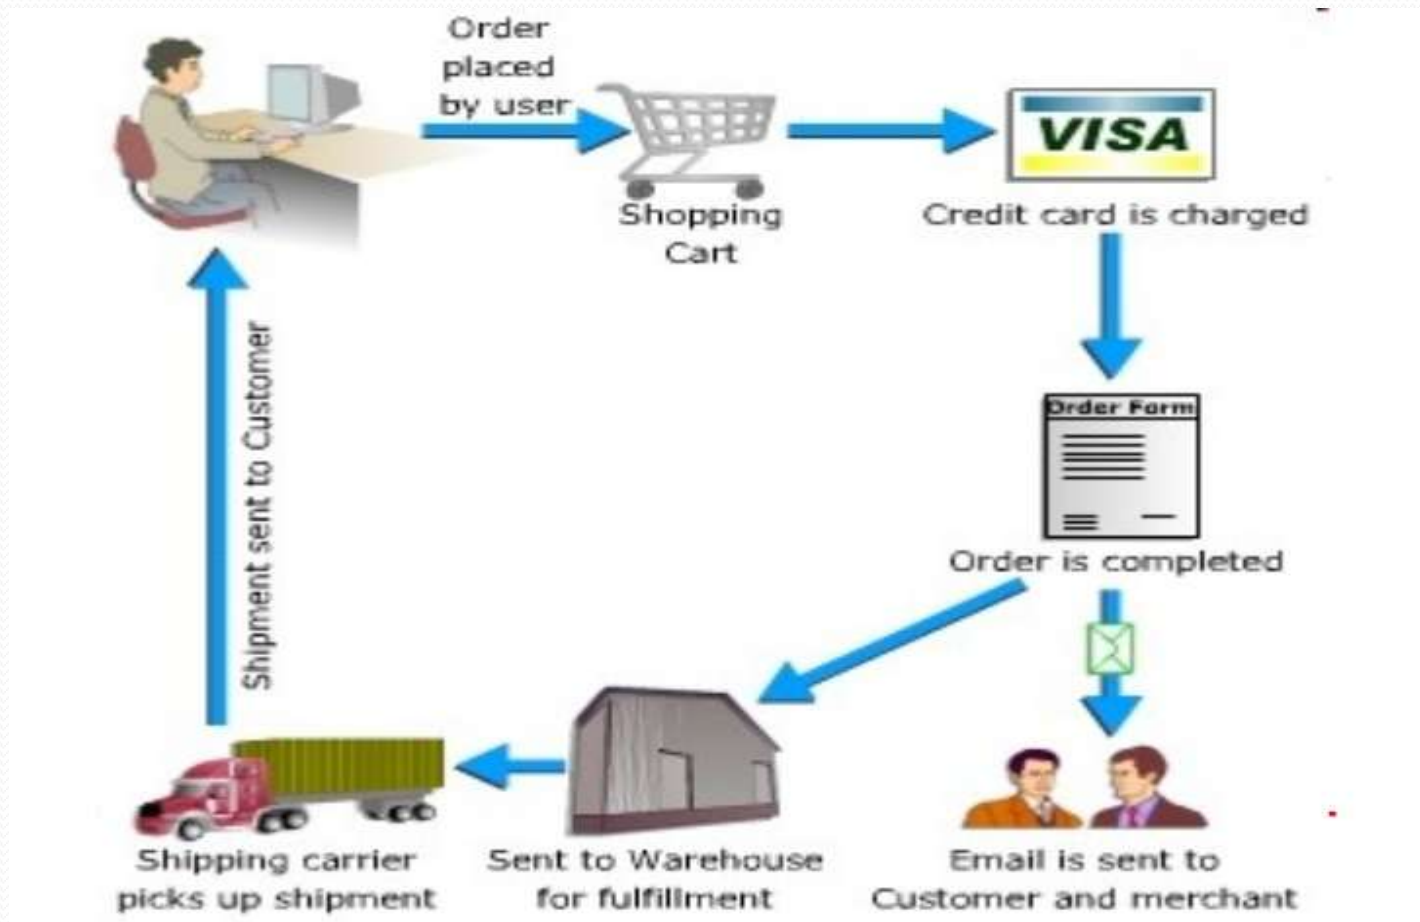 Order
placed
by user
Shopping
Cart
VISA
Credit card is charged
Order Form
Order is completed
Shipment sent to Customer
Shipping carrier
picks up shipment
Sent to Warehouse
for fulfillment
Email is sent to
Customer and merchant